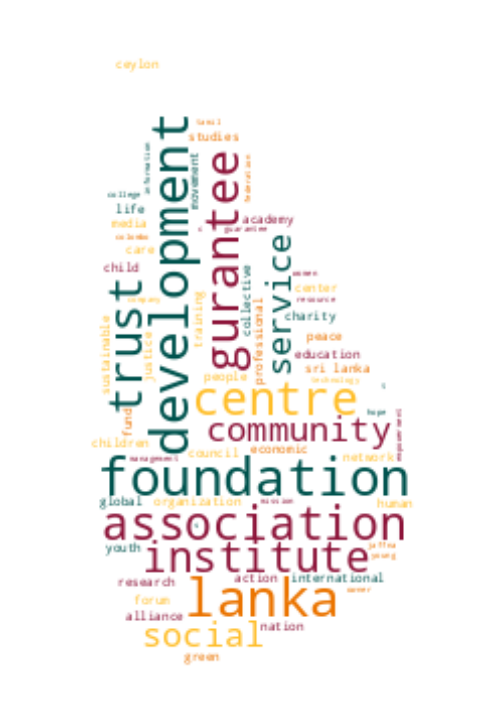 ceylon
tamil
studies
development
gurantee
information
movement
federation
college
life
academy
media
c
guarantee
colombo
care
service
child
collective
women
trust
center
company
resource
training
professional
charity
sustainable
justice
peace
education
sri lanka
people
technology
centre
fund
hope
community
empowerment
children
council
economic
management
network
foundation
global
organization
mission
human
association
youth
institute
jaffna
young
research
action
international
lanka
forum
alliance
social
nation
green